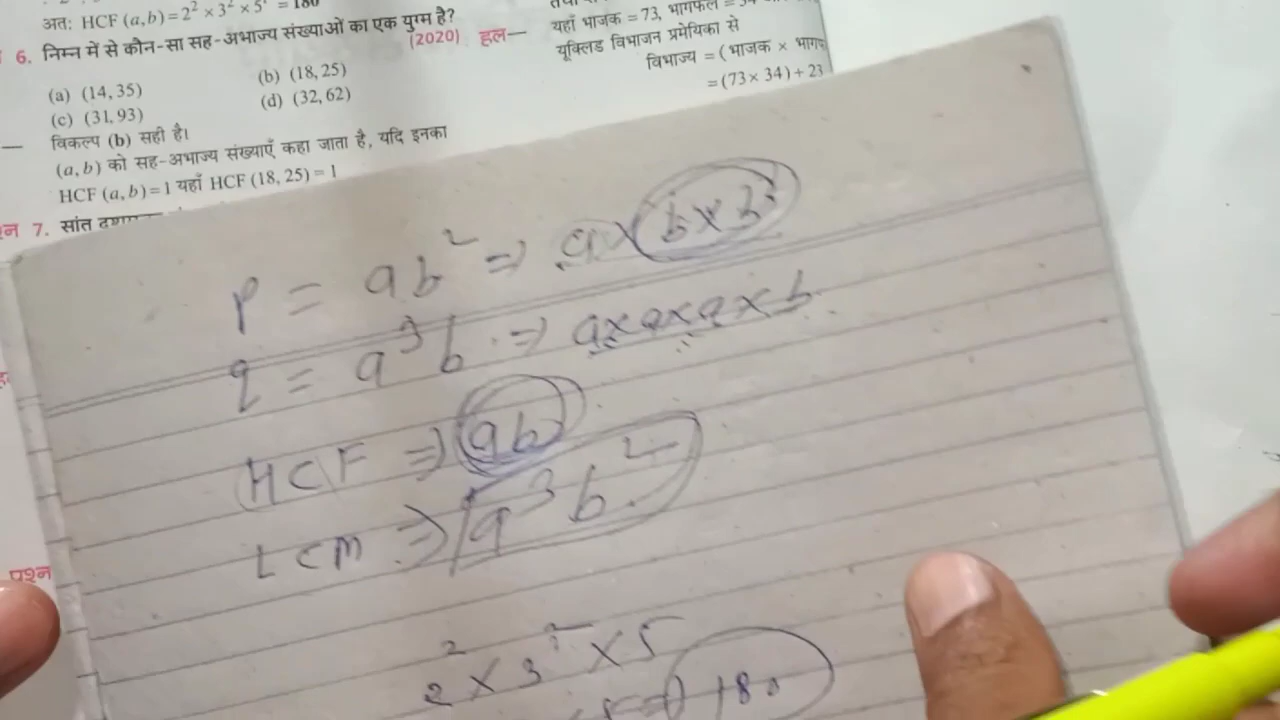 अतः HCF (a, b) = 2² × 3² × 5¹ = 180
6. निम्न में से कौन-सा सह-अभाज्य संख्याओं का एक युग्म है?
(2020)
(a) (14, 35)
(b) (18, 25)
(c) (31, 93)
(d) (32, 62)
विकल्प (b) सही है।
(a, b) को सह-अभाज्य संख्याएँ कहा जाता है, यदि इनका
HCF (a, b) = 1 यहाँ HCF (18, 25) = 1
7. सांत
हल—
यहाँ भाजक = 73, भागफल = 34
यूक्लिड विभाजन प्रमेयिका से
विभाज्य = (भाजक ×
= (73 × 34) + 23
P = ab² ⇒ a × b × b
q = a³b ⇒ a × a × a × b
HCF ⇒ ab
LCM ⇒ a³b²
2² × 3² × 5
180
प्रश्न